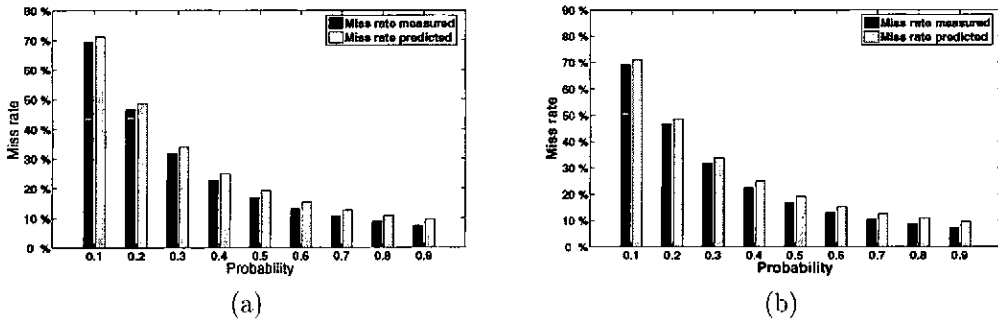 80 %
70 %
60 %
50 %
40 %
30 %
20 %
10 %
0 %
Miss rate
Miss rate measured
Miss rate predicted
0.1 0.2 0.3 0.4 0.5 0.6 0.7 0.8 0.9
Probability
(a)
90 %
80 %
70 %
60 %
50 %
40 %
30 %
20 %
10 %
0 %
Miss rate
Miss rate measured
Miss rate predicted
0.1 0.2 0.3 0.4 0.5 0.6 0.7 0.8 0.9
Probability
(b)